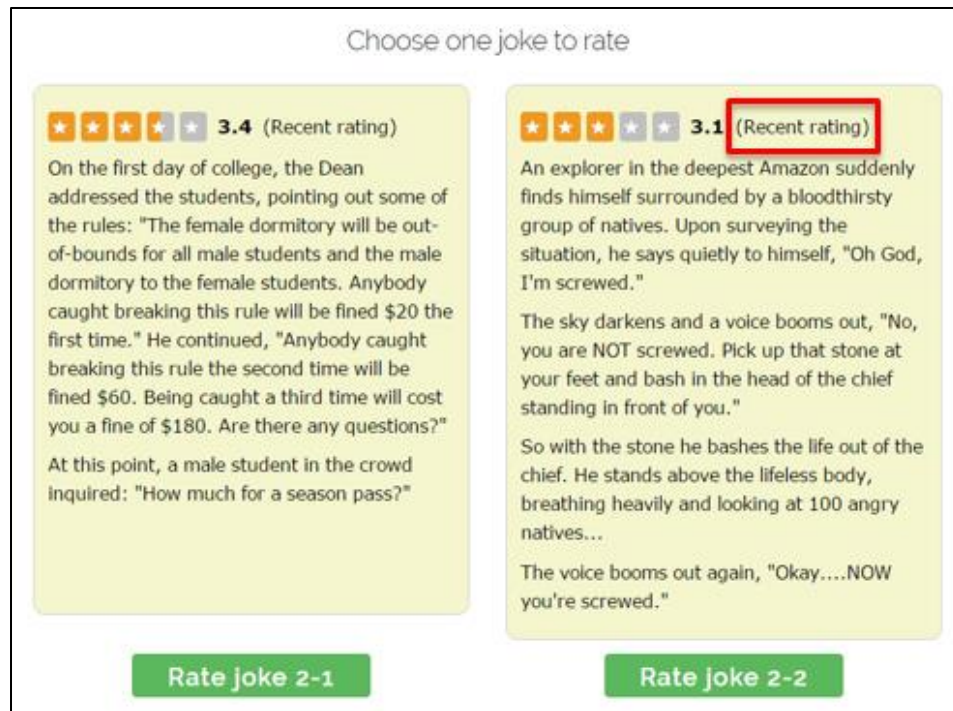 Choose one joke to rate
3.4 (Recent rating)
On the first day of college, the Dean
addressed the students, pointing out some of
the rules: "The female dormitory will be out-
of-bounds for all male students and the male
dormitory to the female students. Anybody
caught breaking this rule will be fined $20 the
first time." He continued, "Anybody caught
breaking this rule the second time will be
fined $60. Being caught a third time will cost
you a fine of $180. Are there any questions?"
At this point, a male student in the crowd
inquired: "How much for a season pass?"
Rate joke 2-1
3.1 (Recent rating)
An explorer in the deepest Amazon suddenly
finds himself surrounded by a bloodthirsty
group of natives. Upon surveying the
situation, he says quietly to himself, "Oh God,
I'm screwed."
The sky darkens and a voice booms out, "No,
you are NOT screwed. Pick up that stone at
your feet and bash in the head of the chief
standing in front of you."
So with the stone he bashes the life out of the
chief. He stands above the lifeless body,
breathing heavily and looking at 100 angry
natives...
The voice booms out again, "Okay....NOW
you're screwed."
Rate joke 2-2